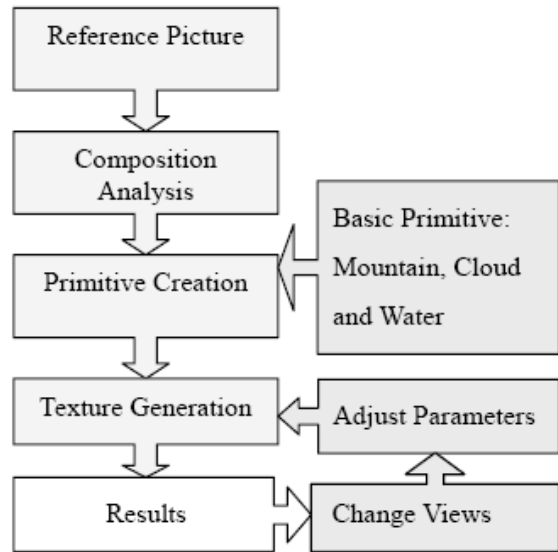 Reference Picture
Composition
Analysis
Basic Primitive:
Mountain, Cloud
and Water
Primitive Creation
Texture Generation
Adjust Parameters
Results
Change Views